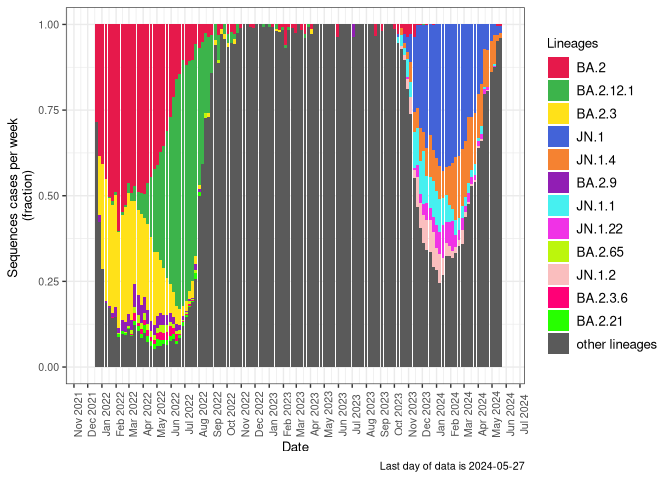 Sequences cases per week
(fraction)
1.00
0.75
0.50
0.25
0.00
Nov 2021
Dec 2021
Jan 2022
Feb 2022
Mar 2022
Apr 2022
May 2022
Jun 2022
Jul 2022
Aug 2022
Sep 2022
Oct 2022
Nov 2022
Dec 2022
Jan 2023
Feb 2023
Mar 2023
Apr 2023
May 2023
Jun 2023
Jul 2023
Aug 2023
Sep 2023
Oct 2023
Nov 2023
Dec 2023
Jan 2024
Feb 2024
Mar 2024
Apr 2024
May 2024
Jun 2024
Jul 2024
Date
Lineages
BA.2
BA.2.12.1
BA.2.3
JN.1
JN.1.4
BA.2.9
JN.1.1
JN.1.22
BA.2.65
JN.1.2
BA.2.3.6
BA.2.21
other lineages
Last day of data is 2024-05-27